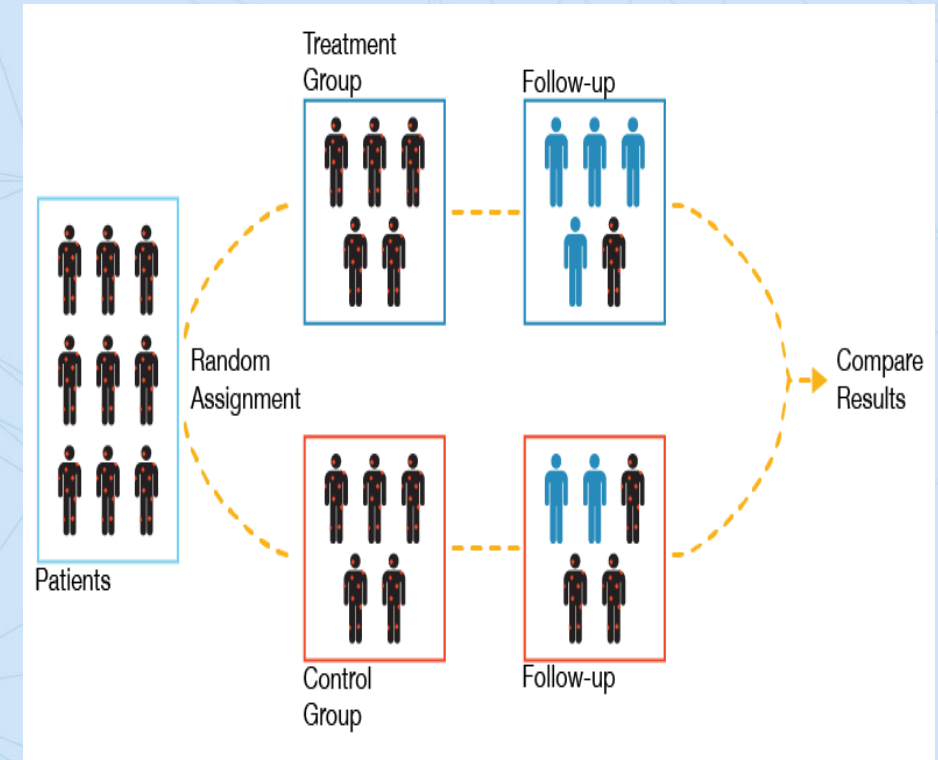 Treatment
Group
Follow-up
Random
Assignment
Compare
Results
Patients
Control
Group
Follow-up